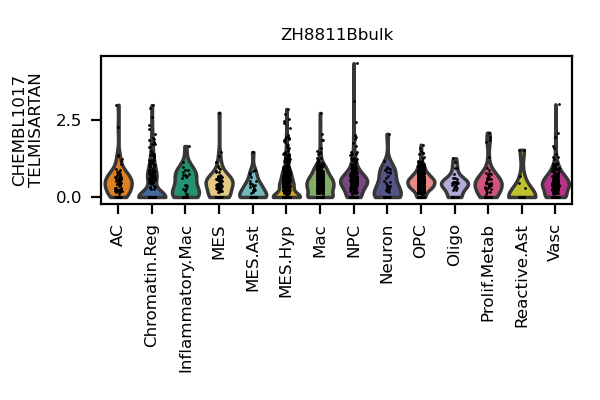 ZH8811Bbulk
CHEMBL1017
TELMISARTAN
2.5
0.0
AC
Chromatin.Reg
Inflammatory.Mac
MES
MES.Ast
MES.Hyp
Mac
NPC
Neuron
OPC
Oligo
Prolif.Metab
Reactive.Ast
Vasc